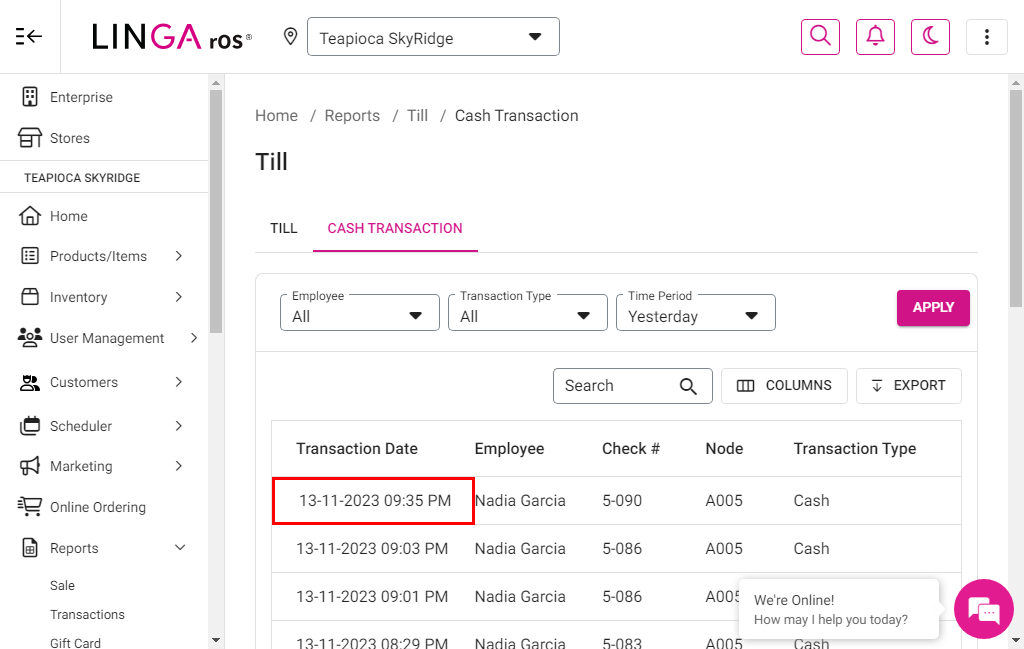 LINGA ros®
Teapioca SkyRidge
Enterprise
Stores
TEAPIOCA SKYRIDGE
Home
Products/Items
Inventory
User Management
Customers
Scheduler
Marketing
Online Ordering
Reports
Sale
Transactions
Gift Card
Home / Reports / Till / Cash Transaction
Till
TILL CASH TRANSACTION
Employee Transaction Type Time Period
All All Yesterday APPLY
Search COLUMNS EXPORT
Transaction Date Employee Check # Node Transaction Type
13-11-2023 09:35 PM Nadia Garcia 5-090 A005 Cash
13-11-2023 09:03 PM Nadia Garcia 5-086 A005 Cash
13-11-2023 09:01 PM Nadia Garcia 5-086 A005
13-11-2023 08:29 PM Nadia Garcia 5-083 A005 Cash
We're Online!
How may I help you today?